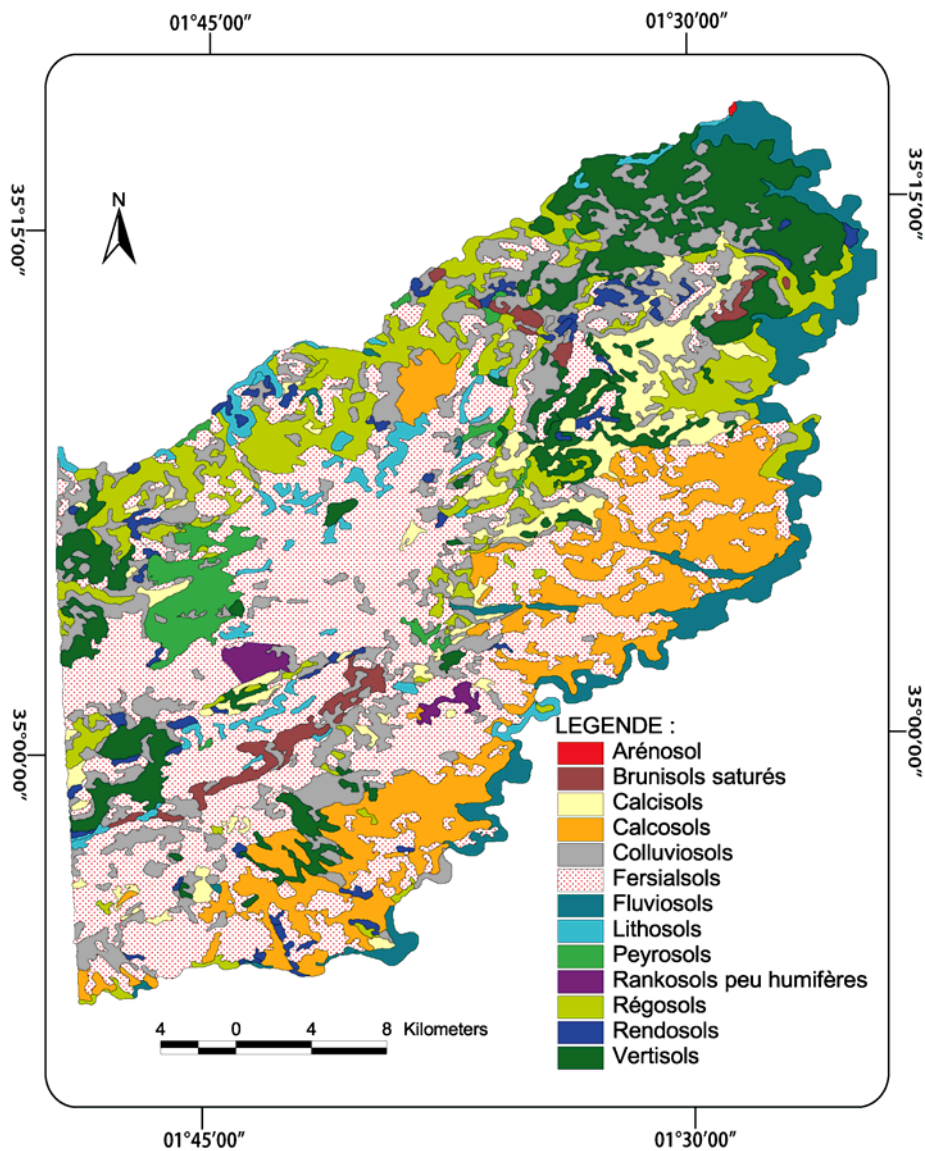 01°45'00" 01°30'00"
35°15'00"
35°15'00"
N
35°00'00"
35°00'00"
LEGENDE :
Arénosol
Brunisols saturés
Calcisols
Calcosols
Colluviosols
Fersialsols
Fluviosols
Lithosols
Peyrosols
Rankosols peu humifères
Régosols
Rendosols
Vertisols
4 0 4 8 Kilometers
01°45'00" 01°30'00"